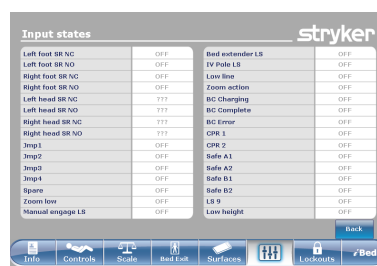 Input states
stryker
Left foot SR NC OFF
Left foot SR NO OFF
Right foot SR NC OFF
Right foot SR NO OFF
Left head SR NC ???
Left head SR NO ???
Right head SR NC ???
Right head SR NO ???
Jmp1 OFF
Jmp2 OFF
Jmp3 OFF
Jmp4 OFF
Spare OFF
Zoom low OFF
Manual engage LS OFF
Bed extender LS OFF
IV Pole LS OFF
Low line OFF
Zoom action OFF
BC Charging OFF
BC Complete OFF
BC Error OFF
CPR 1 OFF
CPR 2 OFF
Safe A1 OFF
Safe A2 OFF
Safe B1 OFF
Safe B2 OFF
LS 9 OFF
Low height OFF
Back
Info Controls Scale Bed Exit Surfaces Lockouts iBed